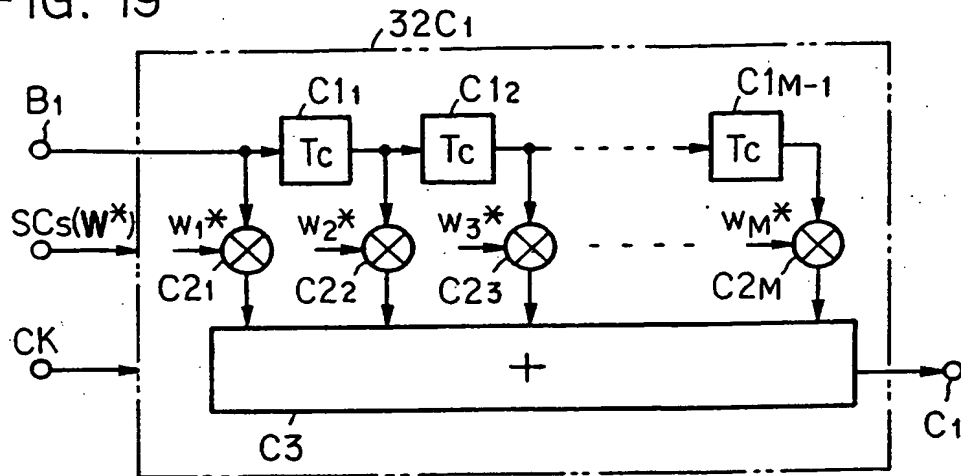 FIG. 19
32C1
B1
C11
C12
C1M-1
Tc
Tc
Tc
SCs(W*)
w1*
w2*
w3*
wM*
C21
C22
C23
C2M
CK
+
C1
C3